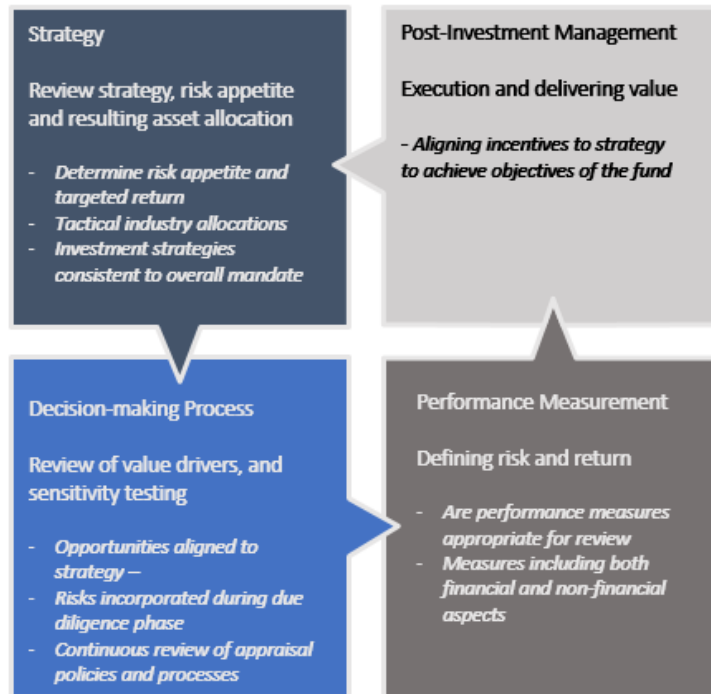 Strategy
Review strategy, risk appetite
and resulting asset allocation
- Determine risk appetite and
targeted return
- Tactical industry allocations
- Investment strategies
consistent to overall mandate
Post-Investment Management
Execution and delivering value
- Aligning incentives to strategy
to achieve objectives of the fund
Decision-making Process
Review of value drivers, and
sensitivity testing
- Opportunities aligned to
strategy –
- Risks incorporated during due
diligence phase
- Continuous review of appraisal
policies and processes
Performance Measurement
Defining risk and return
- Are performance measures
appropriate for review
- Measures including both
financial and non-financial
aspects